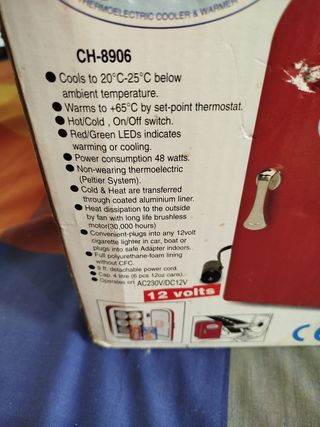 THERMOELECTRIC COOLER & WARMER
CH-8906
● Cools to 20°C-25°C below
ambient temperature.
● Warms to +65°C by set-point thermostat.
● Hot/Cold , On/Off switch.
● Red/Green LEDs indicates
warming or cooling.
● Power consumption 48 watts.
● Non-wearing thermoelectric
(Peltier System).
● Cold & Heat are transferred
through coated aluminium liner.
● Heat dissipation to the outside
by fan with long life brushless
motor(30,000 hours)
● Convenient-plugs into any 12volt
cigarette lighter in car, boat or
plugs into safe Adapter indoors.
● Full polyurethane-foam lining
without CFC.
● 9 ft. detachable power cord.
● Cap. 4 litre (6 pcs 12oz cans).
● Operates on AC230V/DC12V
12 volts
CE